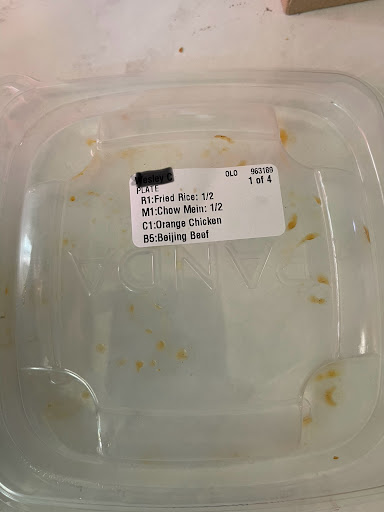 Wesley C OLO 963169
PLATE 1 of 4
R1:Fried Rice: 1/2
M1:Chow Mein: 1/2
C1:Orange Chicken
B5:Beijing Beef
PANDA